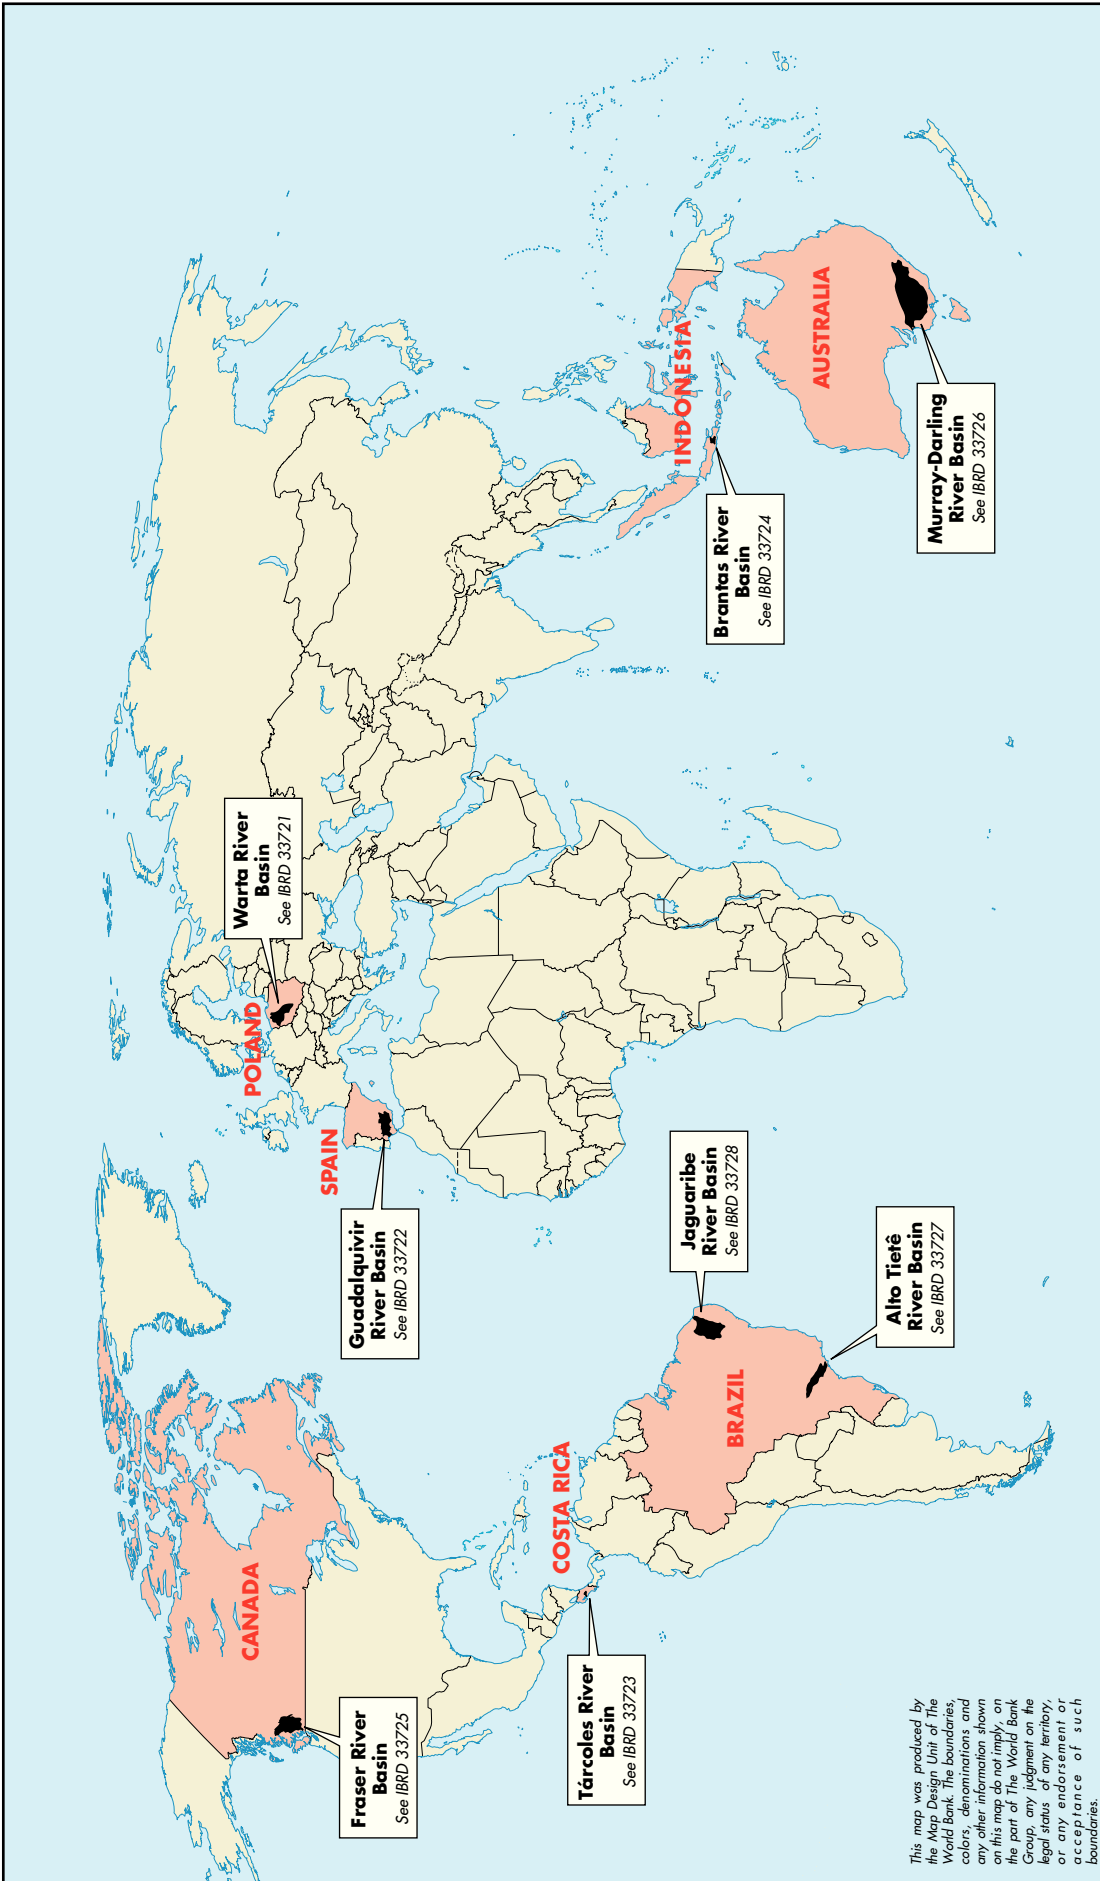 CANADA
Fraser River
Basin
See IBRD 33725
COSTA RICA
Tárcoles River
Basin
See IBRD 33723
BRAZIL
Jaguaribe
River Basin
See IBRD 33728
Alto Tietê
River Basin
See IBRD 33727
SPAIN
Guadalquivir
River Basin
See IBRD 33722
POLAND
Warta River
Basin
See IBRD 33721
INDONESIA
Brantas River
Basin
See IBRD 33724
AUSTRALIA
Murray-Darling
River Basin
See IBRD 33726
This map was produced by
the Map Design Unit of The
World Bank. The boundaries,
colors, denominations and
any other information shown
on this map do not imply, on
the part of The World Bank
Group, any judgment on the
legal status of any territory,
or any endorsement or
acceptance of such
boundaries.